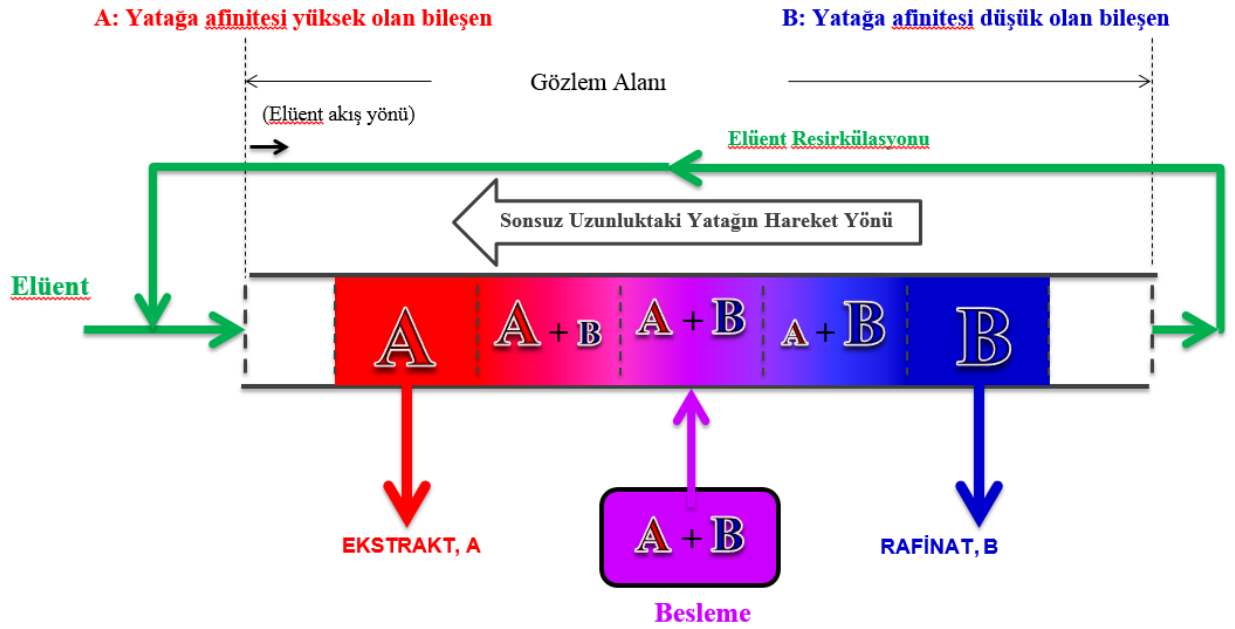 A: Yatağa afinitesi yüksek olan bileşen
B: Yatağa afinitesi düşük olan bileşen
Gözlem Alanı
(Elüent akış yönü)
Elüent Resirkülasyonu
Sonsuz Uzunluktaki Yatağın Hareket Yönü
Elüent
A
A + B
A + B
A + B
B
A + B
EKSTRAKT, A
RAFİNAT, B
Besleme